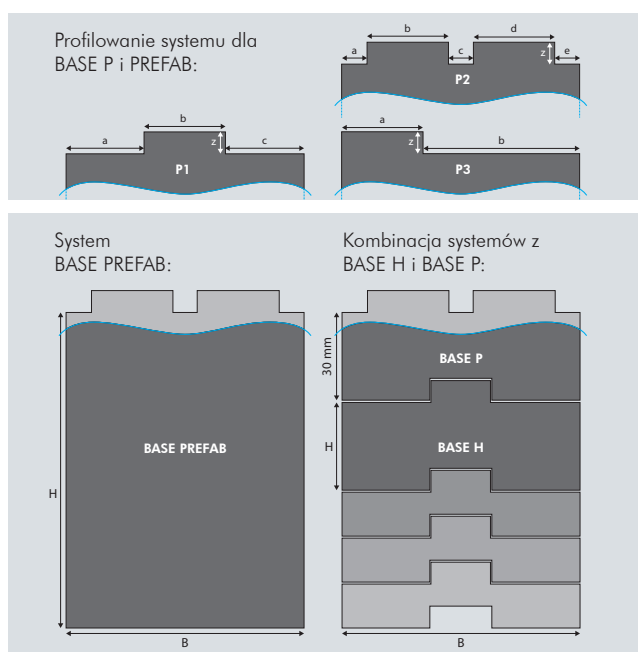 Profilowanie systemu dla
BASE P i PREFAB:
a
b
c
d
e
z
P2
a
b
c
z
P1
a
b
z
P3
System
BASE PREFAB:
H
BASE PREFAB
B
Kombinacja systemów z
BASE H i BASE P:
30 mm
BASE P
H
BASE H
B